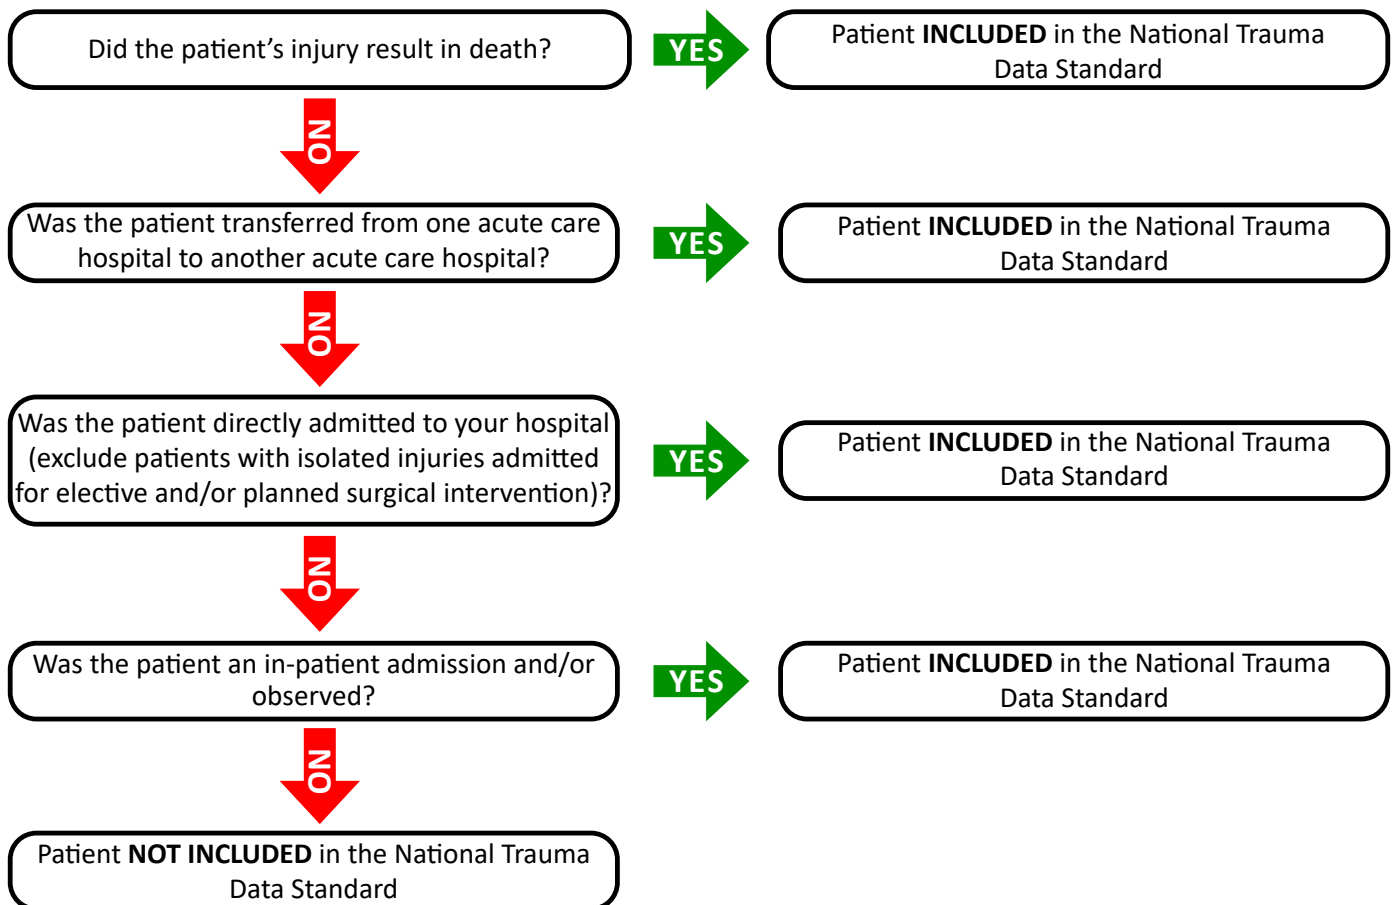 Did the patient’s injury result in death?
YES
Patient INCLUDED in the National Trauma
Data Standard
NO
Was the patient transferred from one acute care
hospital to another acute care hospital?
YES
Patient INCLUDED in the National Trauma
Data Standard
NO
Was the patient directly admitted to your hospital
(exclude patients with isolated injuries admitted
for elective and/or planned surgical intervention)?
YES
Patient INCLUDED in the National Trauma
Data Standard
NO
Was the patient an in-patient admission and/or
observed?
YES
Patient INCLUDED in the National Trauma
Data Standard
NO
Patient NOT INCLUDED in the National Trauma
Data Standard